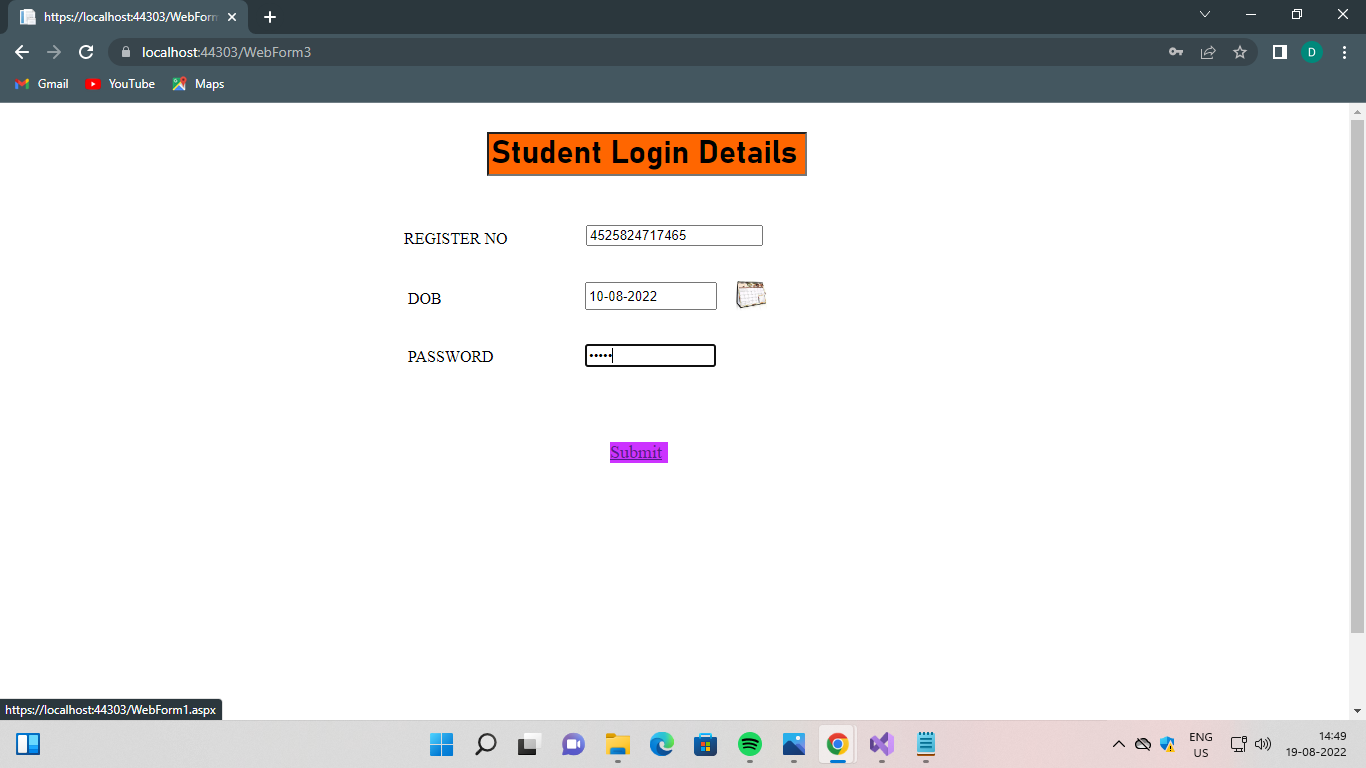 https://localhost:44303/WebForm
localhost:44303/WebForm3
D
Gmail YouTube Maps
Student Login Details
REGISTER NO 4525824717465
DOB 10-08-2022
PASSWORD •••••
Submit
https://localhost:44303/WebForm1.aspx
ENG
US
14:49
19-08-2022